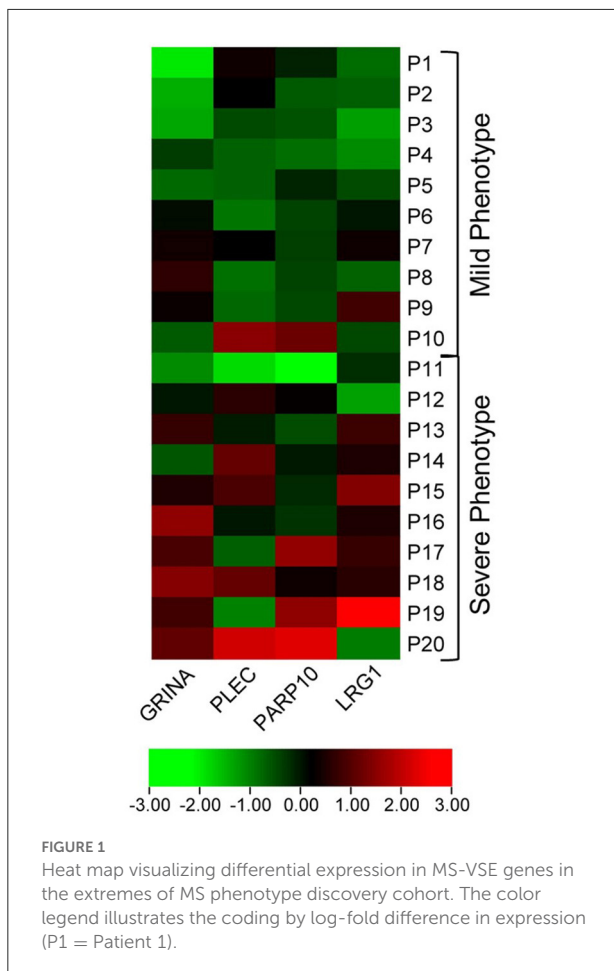 P1
P2
P3
P4
P5
P6
P7
P8
P9
P10
P11
P12
P13
P14
P15
P16
P17
P18
P19
P20
Mild Phenotype
Severe Phenotype
GRINA PLEC PARP10 LRG1
-3.00 -2.00 -1.00 0.00 1.00 2.00 3.00
FIGURE 1
Heat map visualizing differential expression in MS-VSE genes in
the extremes of MS phenotype discovery cohort. The color
legend illustrates the coding by log-fold difference in expression
(P1 = Patient 1).